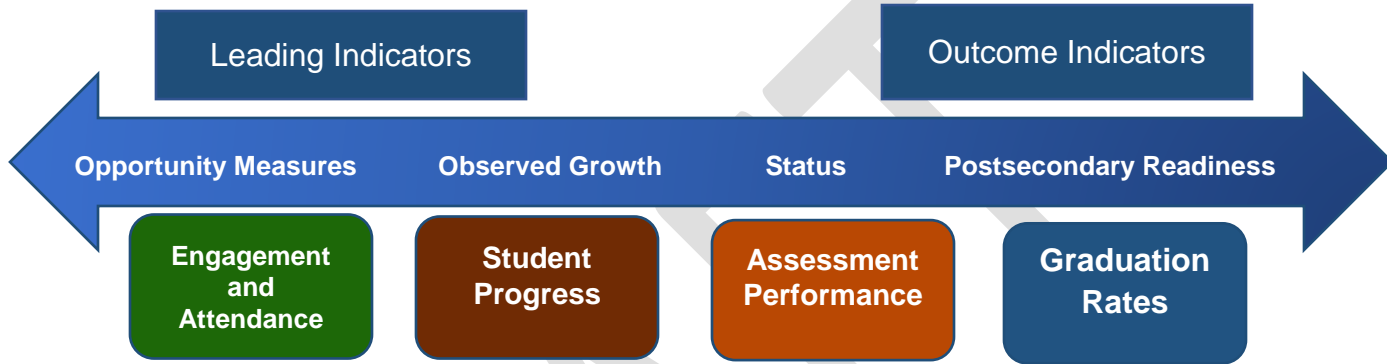 Leading Indicators
Outcome Indicators
Opportunity Measures
Observed Growth
Status
Postsecondary Readiness
Engagement
and
Attendance
Student
Progress
Assessment
Performance
Graduation
Rates